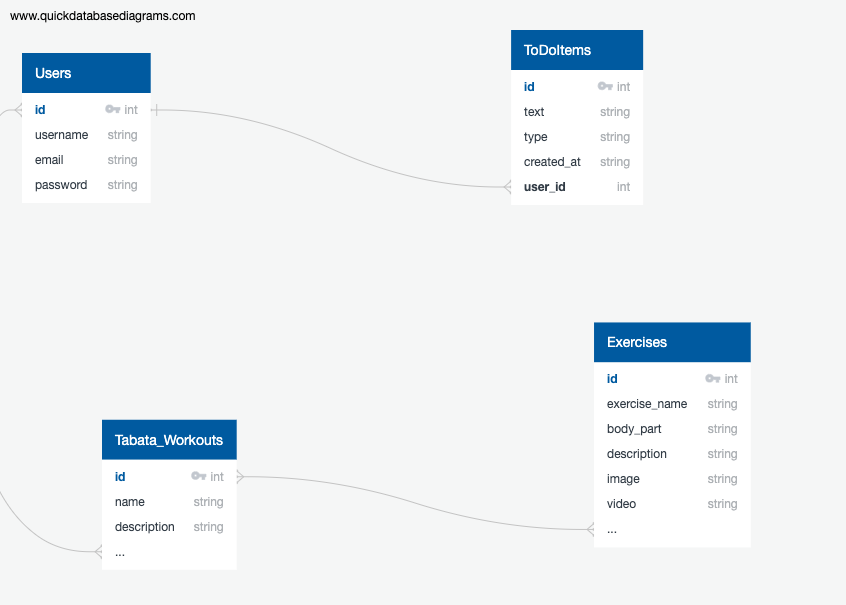 www.quickdatabasediagrams.com
Users
id int
username string
email string
password string
ToDoItems
id int
text string
type string
created_at string
user_id int
Exercises
id int
exercise_name string
body_part string
description string
image string
video string
...
Tabata_Workouts
id int
name string
description string
...